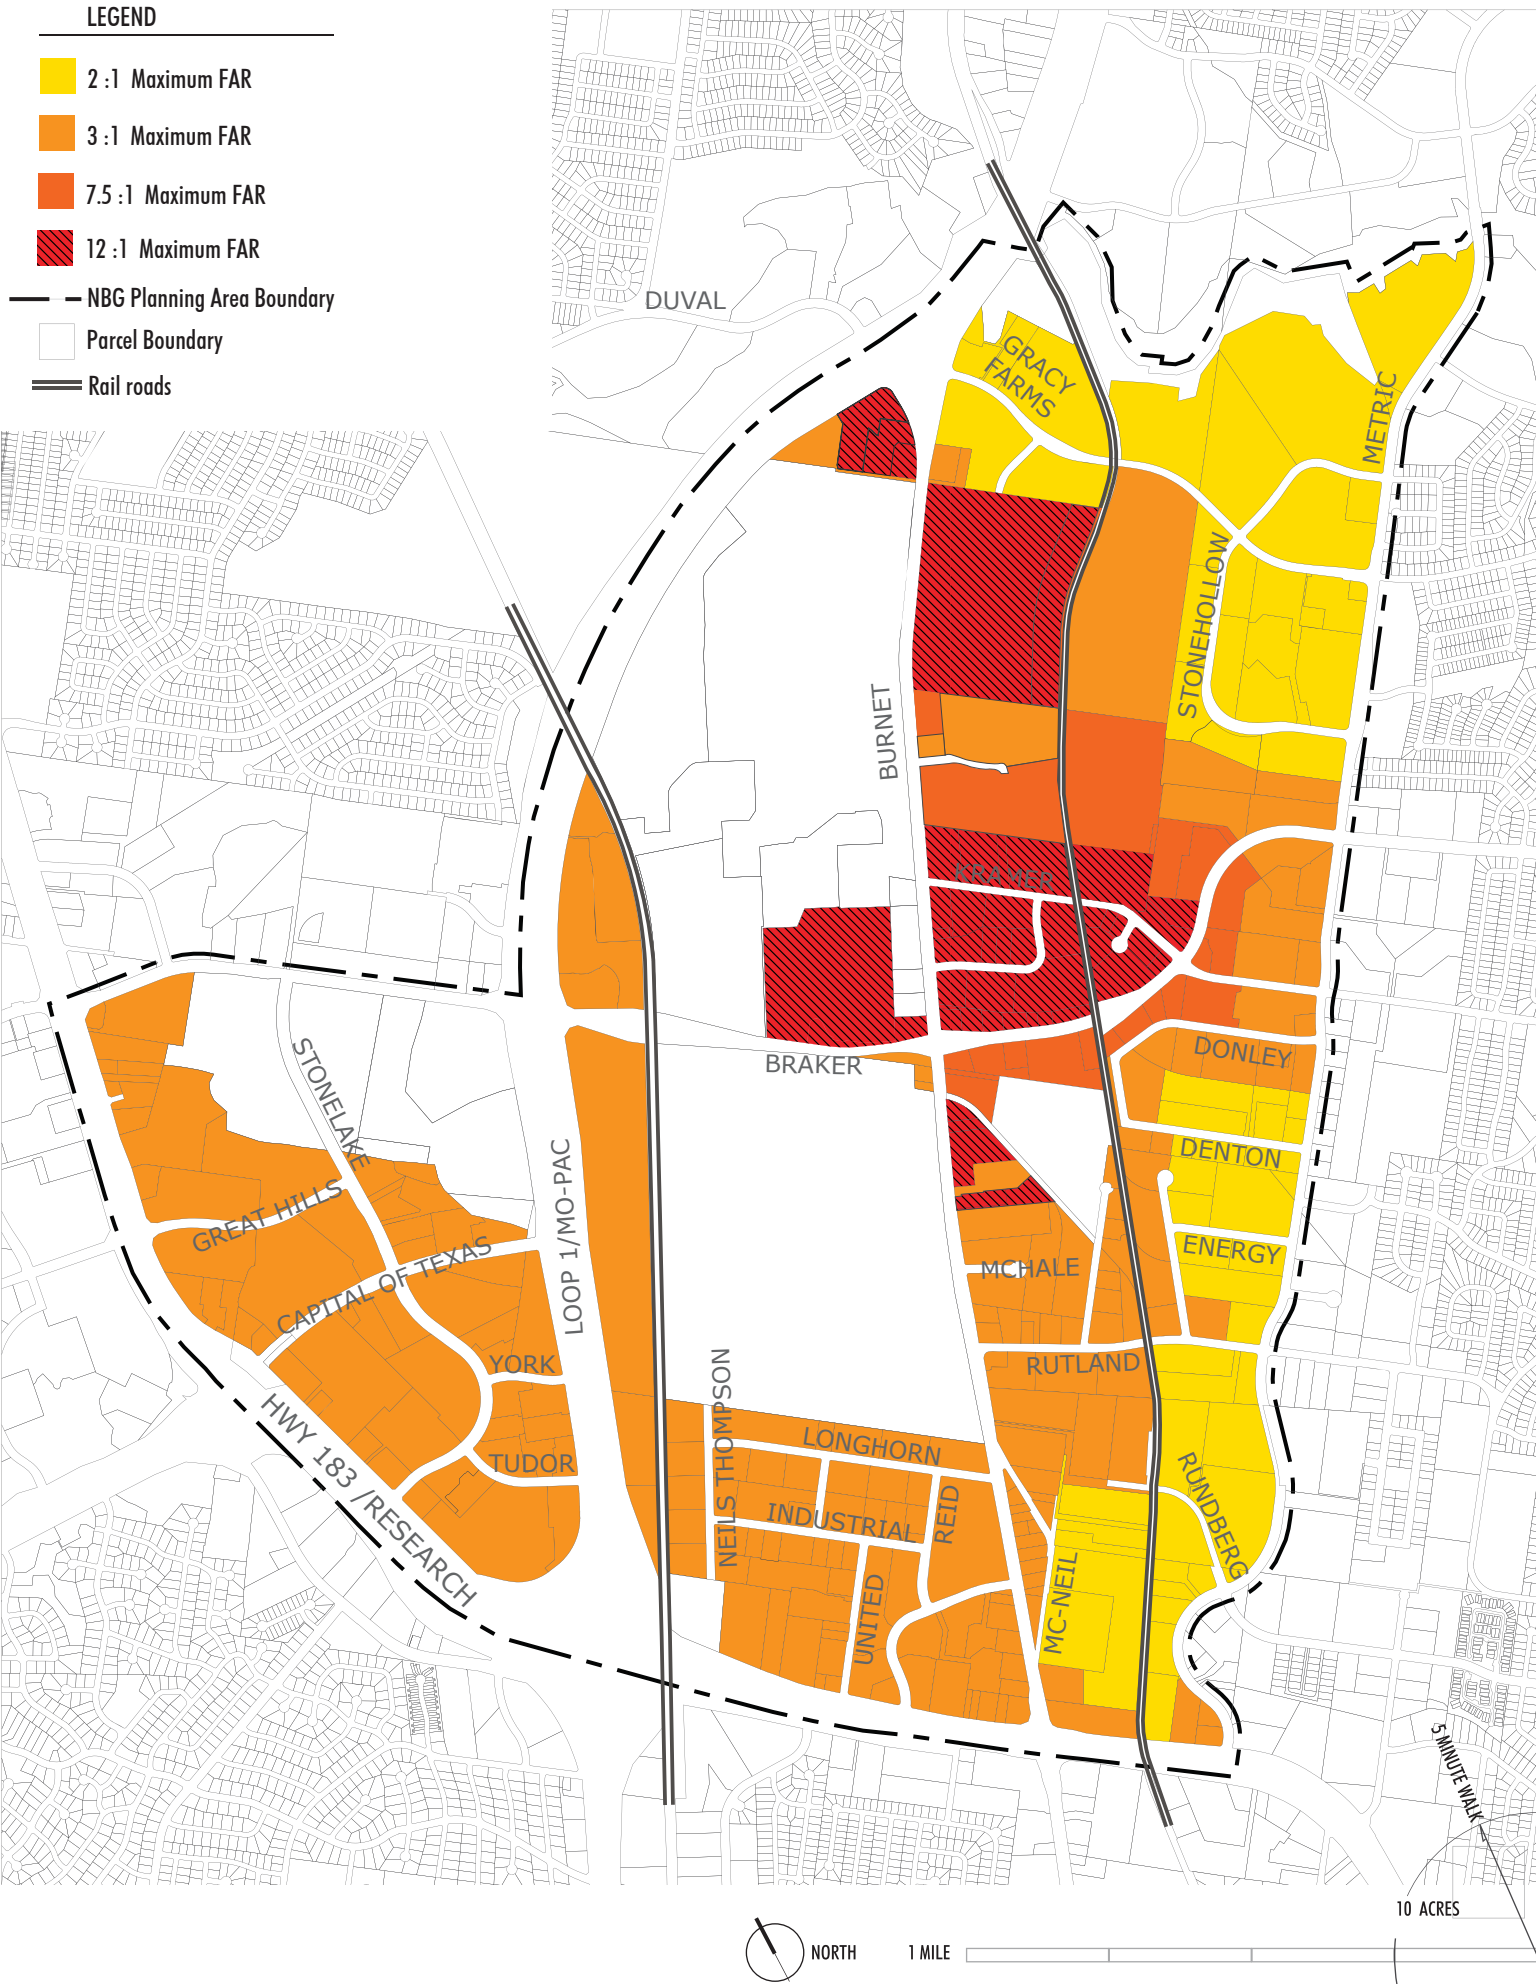 LEGEND
2 :1 Maximum FAR
3 :1 Maximum FAR
7.5 :1 Maximum FAR
12 :1 Maximum FAR
NBG Planning Area Boundary
Parcel Boundary
Rail roads
DUVAL
GRACY
FARMS
METRIC
STONEHOLLOW
BURNET
KRAMER
BRAKER
DONLEY
STONELAKE
DENTON
GREAT HILLS
LOOP 1/MO-PAC
ENERGY
CAPITAL OF TEXAS
MCHALE
YORK
RUTLAND
HWY 183 /RESEARCH
NEILS THOMPSON
LONGHORN
TUDOR
RUNDBERG
INDUSTRIAL
REID
MC-NEIL
UNITED
5 MINUTE WALK
10 ACRES
NORTH
1 MILE